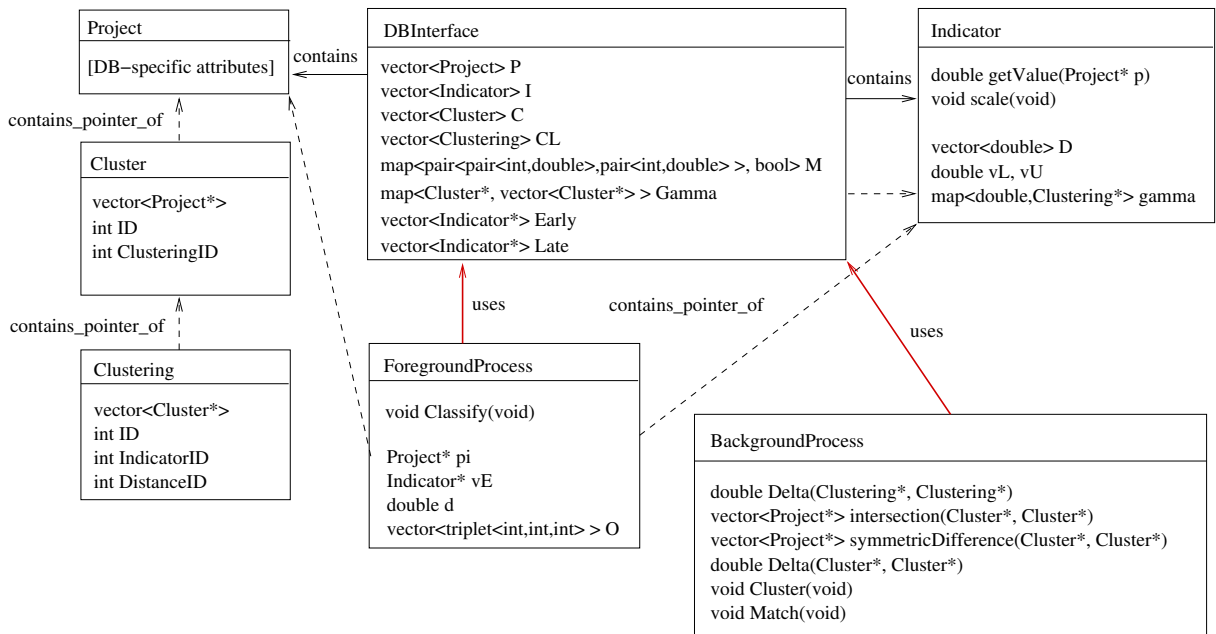 Project
[DB−specific attributes]
contains
DBInterface
vector<Project> P
vector<Indicator> I
vector<Cluster> C
vector<Clustering> CL
map<pair<pair<int,double>,pair<int,double> >, bool> M
map<Cluster*, vector<Cluster*> > Gamma
vector<Indicator*> Early
vector<Indicator*> Late
contains
Indicator
double getValue(Project* p)
void scale(void)
vector<double> D
double vL, vU
map<double,Clustering*> gamma
contains_pointer_of
Cluster
vector<Project*>
int ID
int ClusteringID
contains_pointer_of
Clustering
vector<Cluster*>
int ID
int IndicatorID
int DistanceID
uses
contains_pointer_of
uses
ForegroundProcess
void Classify(void)
Project* pi
Indicator* vE
double d
vector<triplet<int,int,int> > O
BackgroundProcess
double Delta(Clustering*, Clustering*)
vector<Project*> intersection(Cluster*, Cluster*)
vector<Project*> symmetricDifference(Cluster*, Cluster*)
double Delta(Cluster*, Cluster*)
void Cluster(void)
void Match(void)